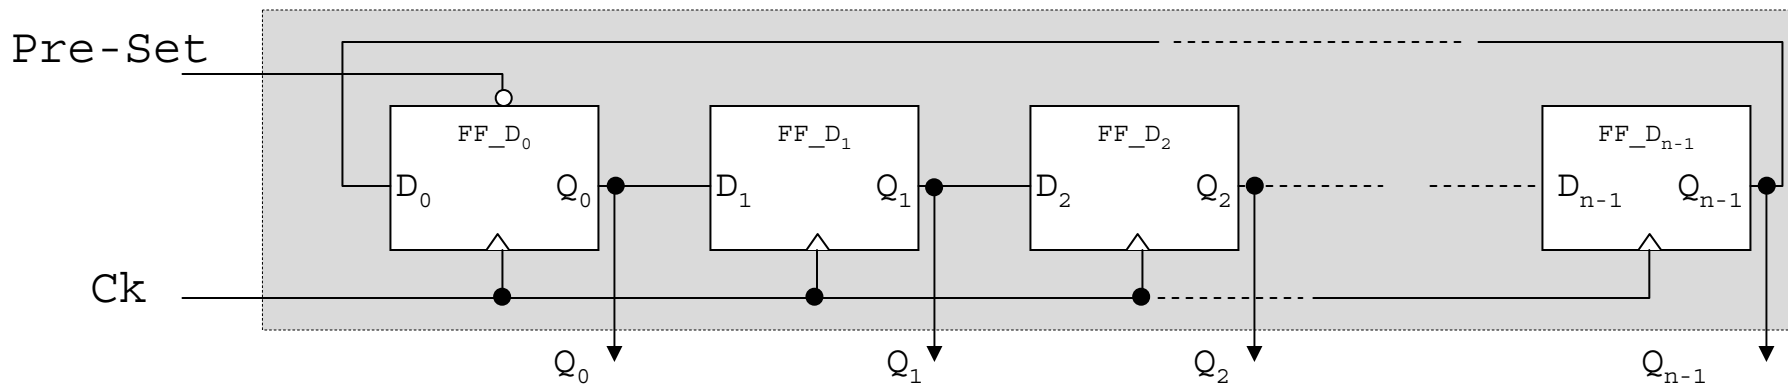 Pre-Set
FF_D0 FF_D1 FF_D2 FF_Dn-1
D0 Q0 D1 Q1 D2 Q2 Dn-1 Qn-1
Ck
Q0 Q1 Q2 Qn-1